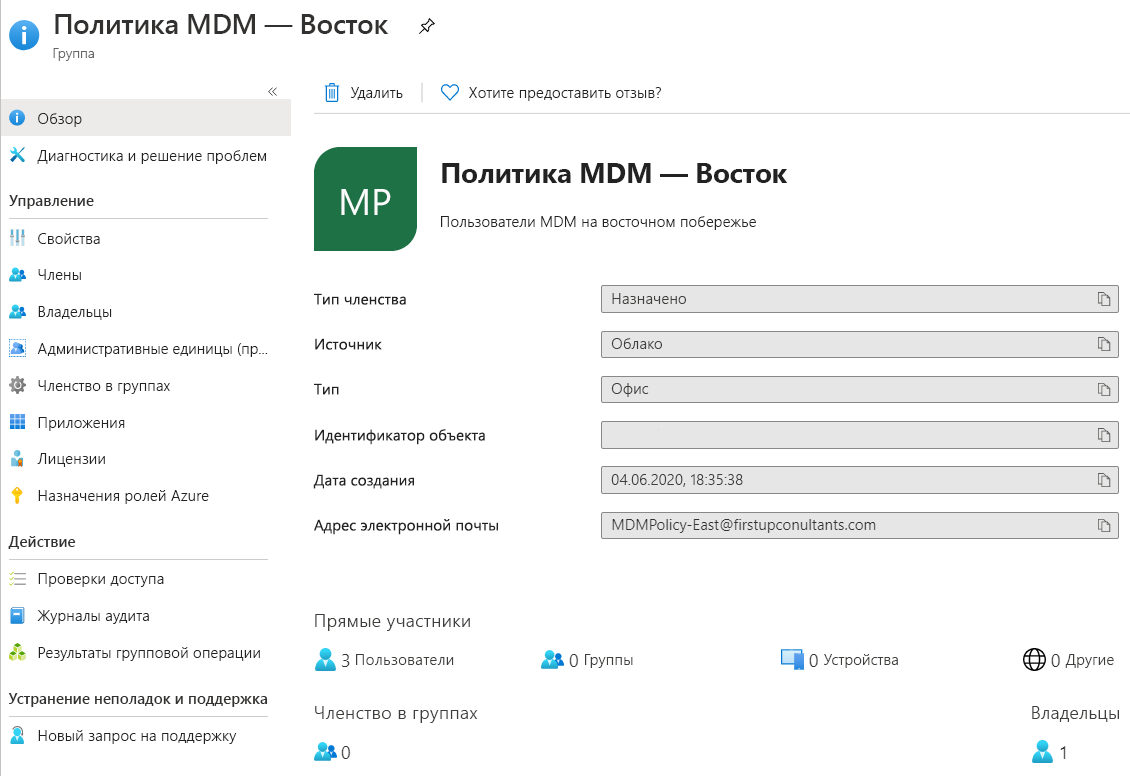 Политика MDM — Восток
Группа
«
Удалить
Хотите предоставить отзыв?
Обзор
Диагностика и решение проблем
Управление
Свойства
Члены
Владельцы
Административные единицы (пр...
Членство в группах
Приложения
Лицензии
Назначения ролей Azure
Действие
Проверки доступа
Журналы аудита
Результаты групповой операции
Устранение неполадок и поддержка
Новый запрос на поддержку
MP
Политика MDM — Восток
Пользователи MDM на восточном побережье
Тип членства Назначено
Источник Облако
Тип Офис
Идентификатор объекта
Дата создания 04.06.2020, 18:35:38
Адрес электронной почты MDMPolicy-East@firstupconultants.com
Прямые участники
3 Пользователи 0 Группы 0 Устройства 0 Другие
Членство в группах Владельцы
0 1